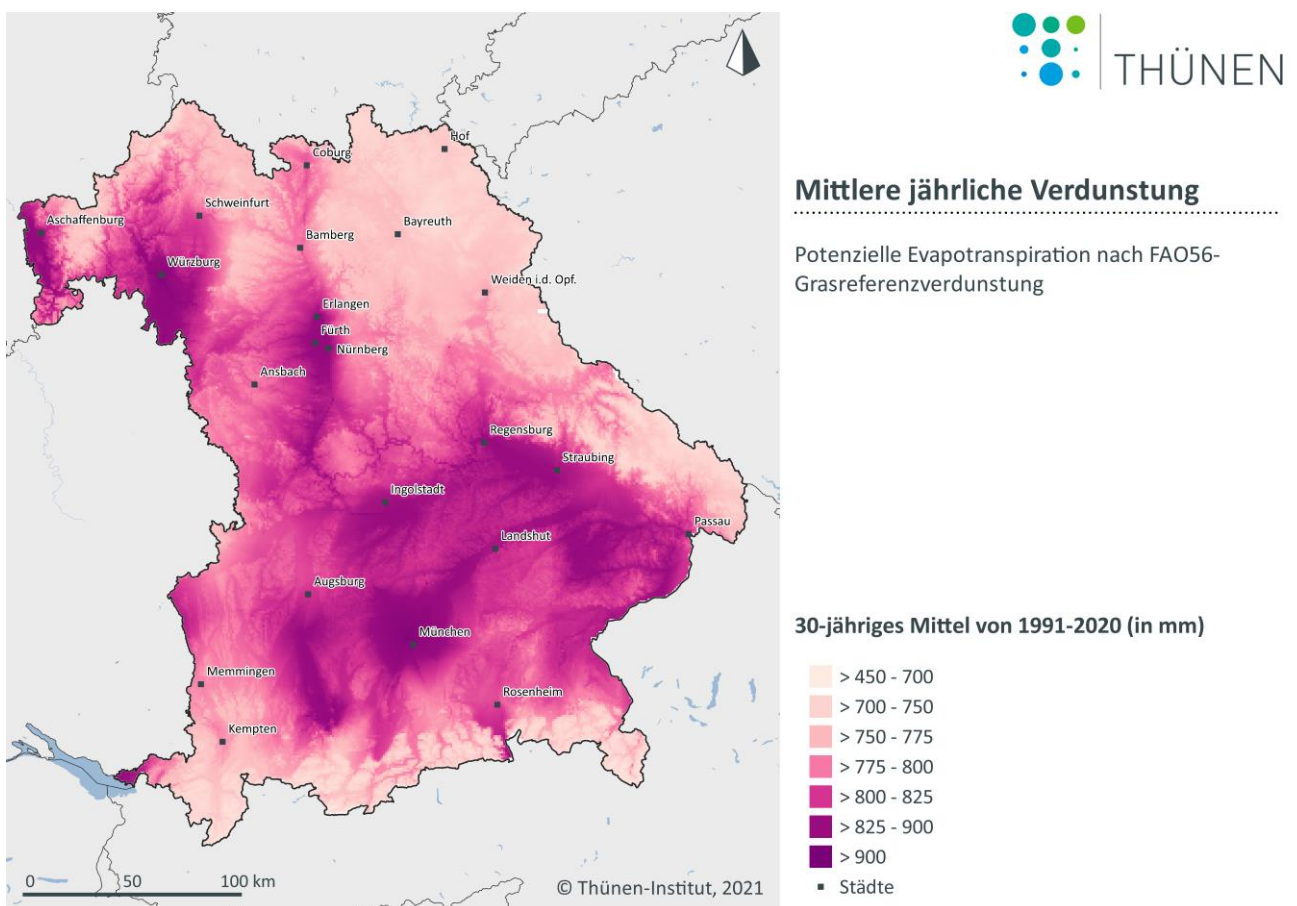 THÜNEN
Mittlere jährliche Verdunstung
Potenzielle Evapotranspiration nach FAO56-
Grasreferenzverdunstung
Hof
Coburg
Schweinfurt
Aschaffenburg
Bayreuth
Bamberg
Würzburg
Weiden i.d. Opf.
Erlangen
Fürth
Nürnberg
Ansbach
Regensburg
Straubing
Ingolstadt
Passau
Landshut
Augsburg
München
Memmingen
Rosenheim
Kempten
0 50 100 km
© Thünen-Institut, 2021
30-jähriges Mittel von 1991-2020 (in mm)
> 450 - 700
> 700 - 750
> 750 - 775
> 775 - 800
> 800 - 825
> 825 - 900
> 900
Städte